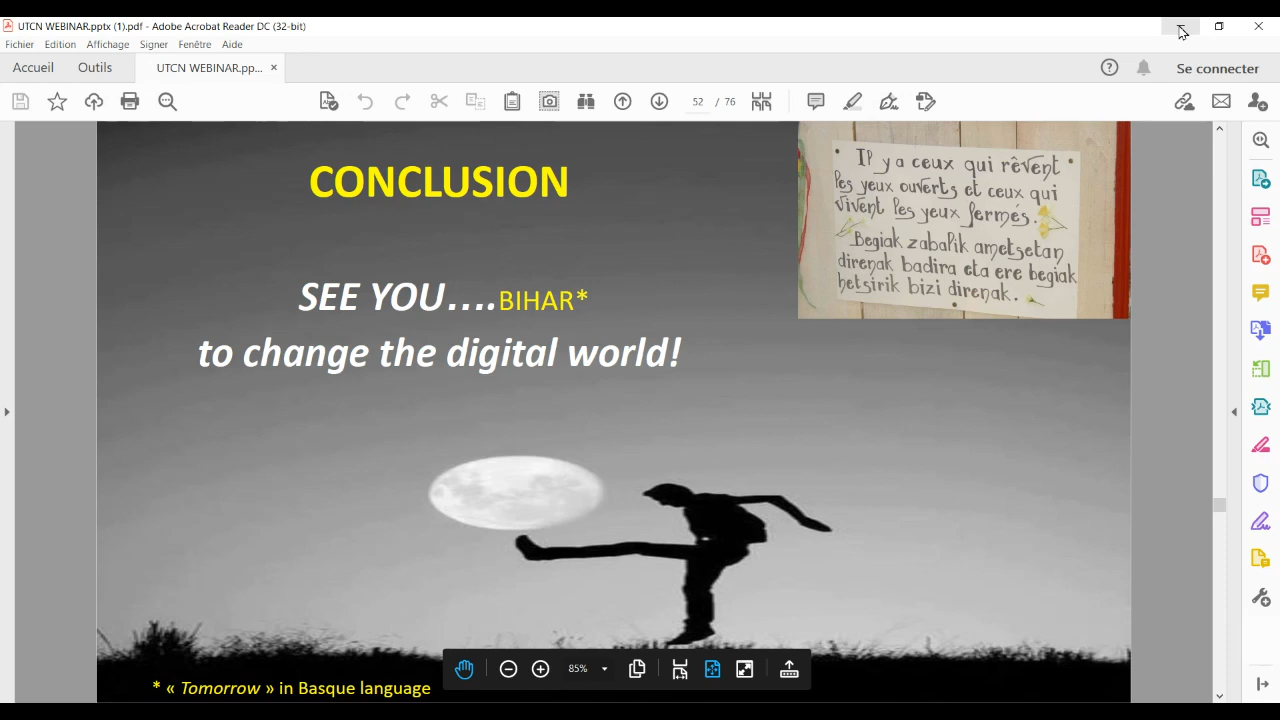 UTCN WEBINAR.pptx (1).pdf - Adobe Acrobat Reader DC (32-bit)
Fichier Edition Affichage Signer Fenêtre Aide
Accueil Outils UTCN WEBINAR.pp... × Se connecter
52 / 76
CONCLUSION
SEE YOU....BIHAR*
to change the digital world!
Il y a ceux qui rêvent
les yeux ouverts et ceux qui
vivent les yeux fermés.
Begiak zabalik ametsetan
direnak badira eta ere begiak
hetsirik bizi direnak.
85%
* « Tomorrow » in Basque language